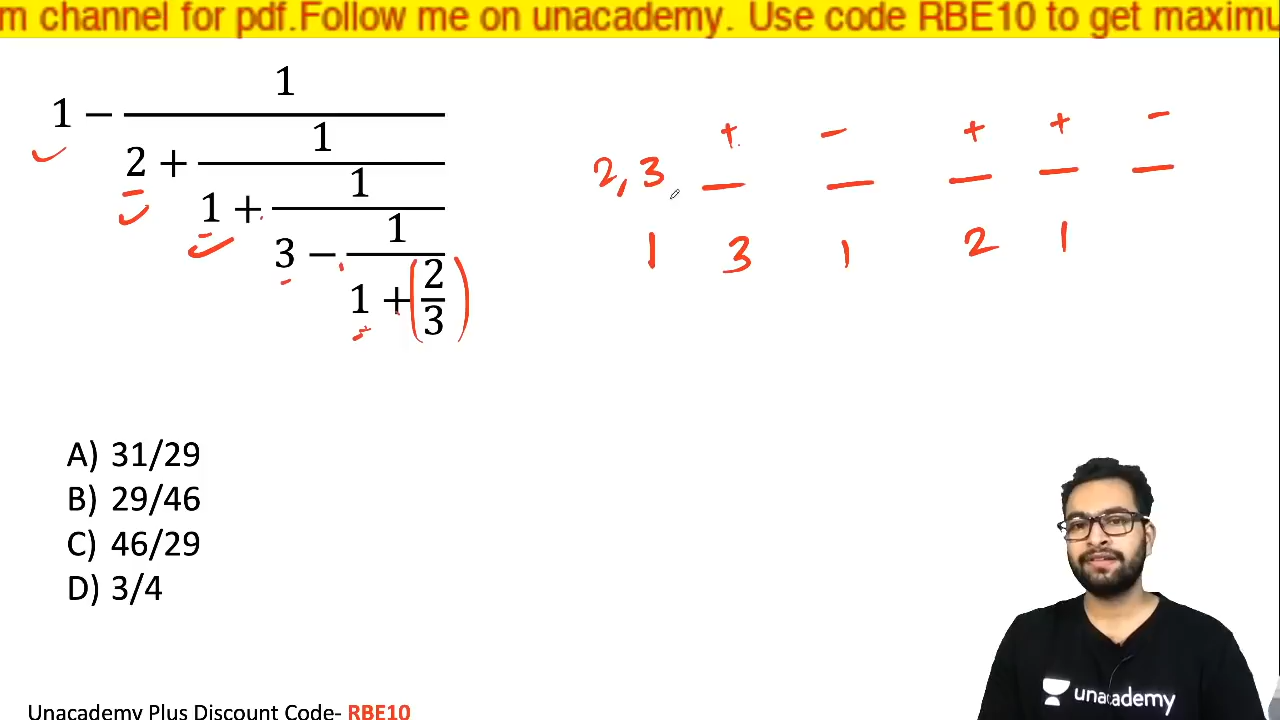 m channel for pdf.Follow me on unacademy. Use code RBE10 to get maximu
1
1 −
1
2 +
1
1 +
1
3 −
2
1 +
3
+ − + + −
2, 3
1 3 1 2 1
A) 31/29
B) 29/46
C) 46/29
D) 3/4
unacademy
Unacademy Plus Discount Code- RBE10